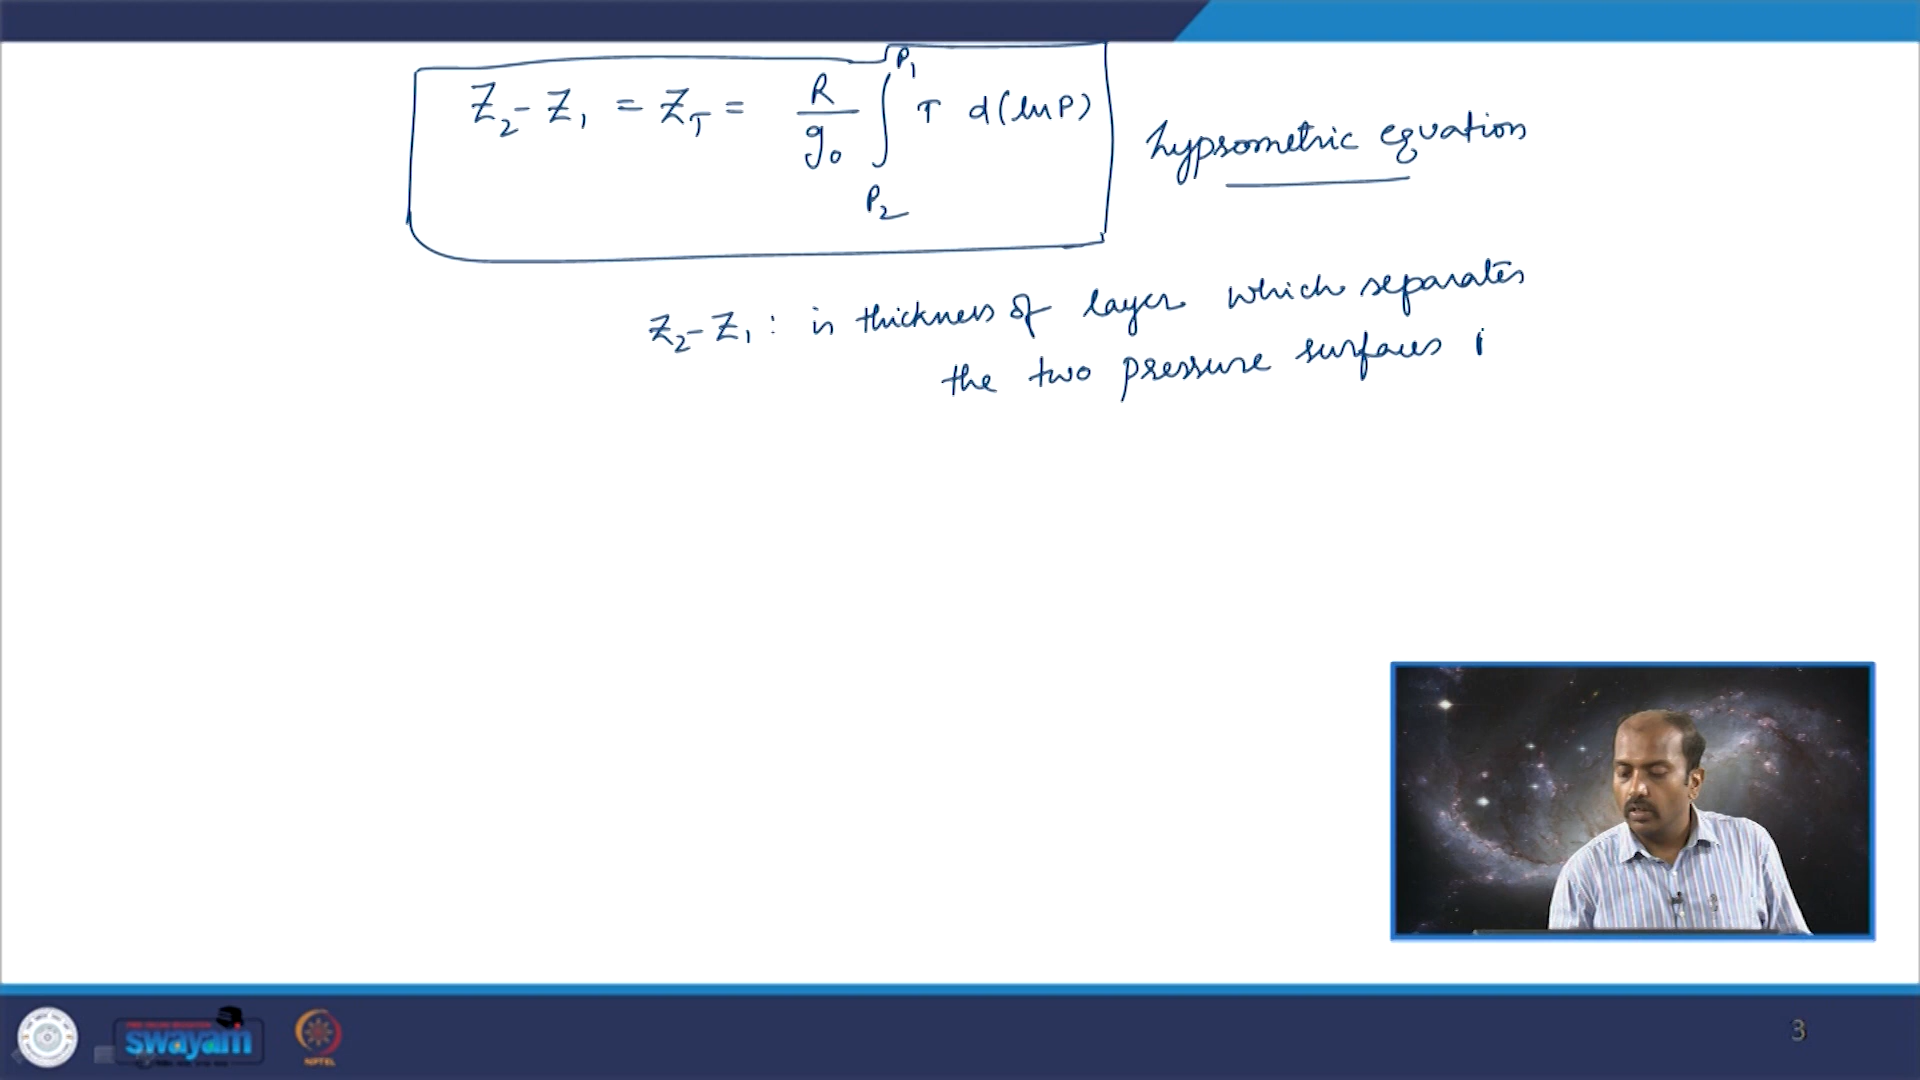 Z₂ - Z₁ = Z_T = R/g₀ ∫_{P₂}^{P₁} T d(ln P)
hypsometric equation
Z₂ - Z₁ : is thickness of layer which separates
the two pressure surfaces
swayam
NPTEL
3